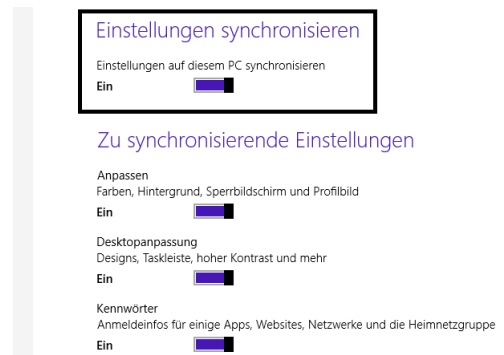 Einstellungen synchronisieren
Einstellungen auf diesem PC synchronisieren
Ein
Zu synchronisierende Einstellungen
Anpassen
Farben, Hintergrund, Sperrbildschirm und Profilbild
Ein
Desktopanpassung
Designs, Taskleiste, hoher Kontrast und mehr
Ein
Kennwörter
Anmeldeinfos für einige Apps, Websites, Netzwerke und die Heimnetzgruppe
Ein